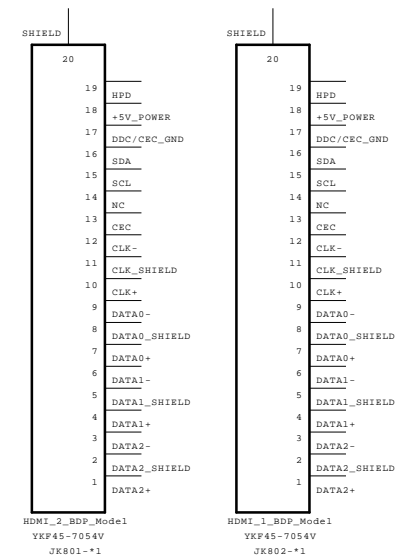 SHIELD
20
19
HPD
18
+5V_POWER
17
DDC/CEC_GND
16
SDA
15
SCL
14
NC
13
CEC
12
CLK-
11
CLK_SHIELD
10
CLK+
9
DATA0-
8
DATA0_SHIELD
7
DATA0+
6
DATA1-
5
DATA1_SHIELD
4
DATA1+
3
DATA2-
2
DATA2_SHIELD
1
DATA2+
HDMI_2_BDP_Model
YKF45-7054V
JK801-*1
SHIELD
20
19
HPD
18
+5V_POWER
17
DDC/CEC_GND
16
SDA
15
SCL
14
NC
13
CEC
12
CLK-
11
CLK_SHIELD
10
CLK+
9
DATA0-
8
DATA0_SHIELD
7
DATA0+
6
DATA1-
5
DATA1_SHIELD
4
DATA1+
3
DATA2-
2
DATA2_SHIELD
1
DATA2+
HDMI_1_BDP_Model
YKF45-7054V
JK802-*1